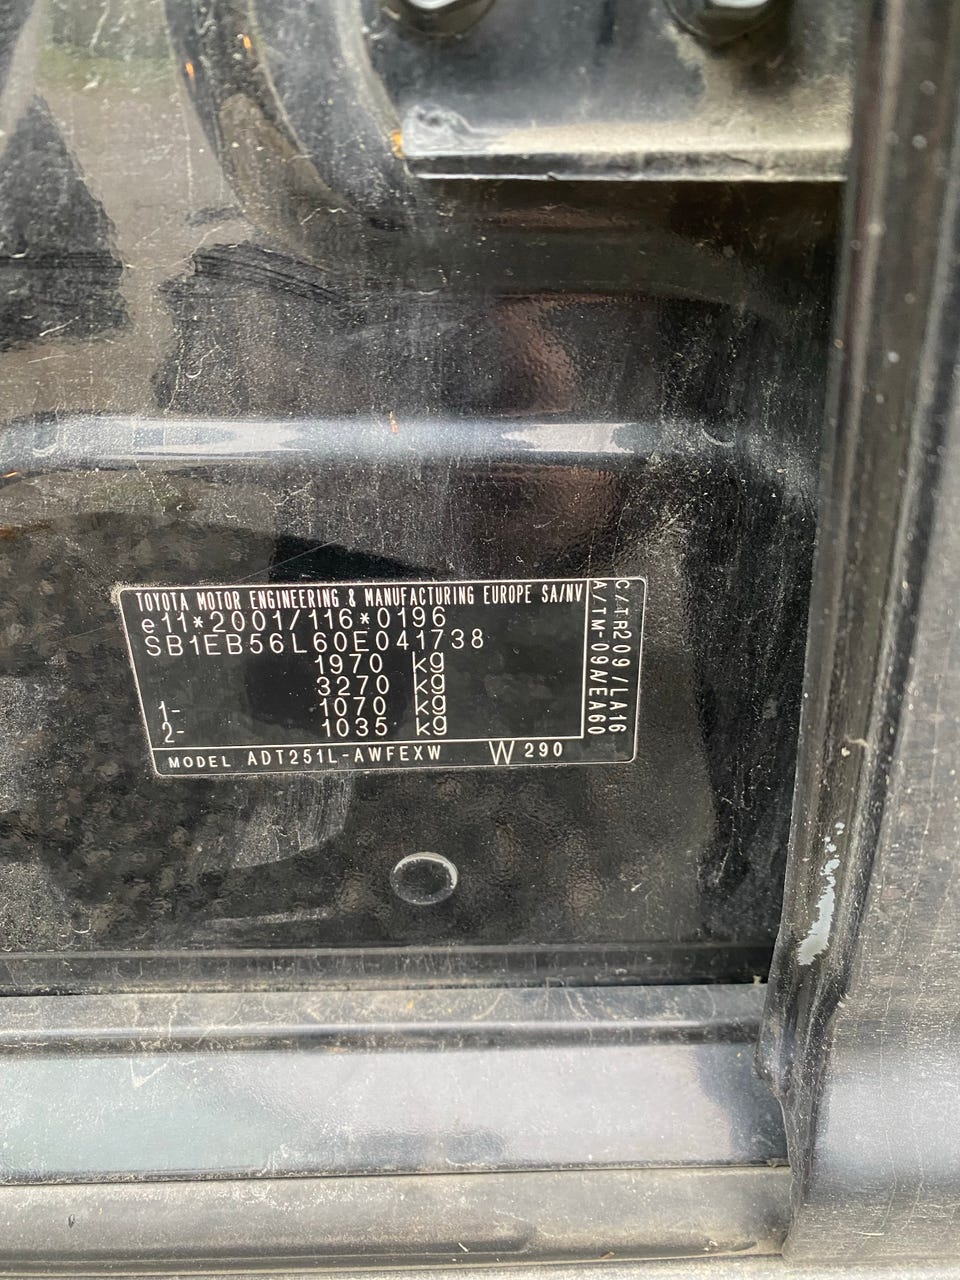 TOYOTA MOTOR ENGINEERING & MANUFACTURING EUROPE SA/NV
e11*2001/116*0196
SB1EB56L60E041738
1970 kg
3270 kg
1- 1070 kg
2- 1035 kg
MODEL ADT251L-AWFEXW W290
C/TR209/LA16
A/TM-09A/EA60